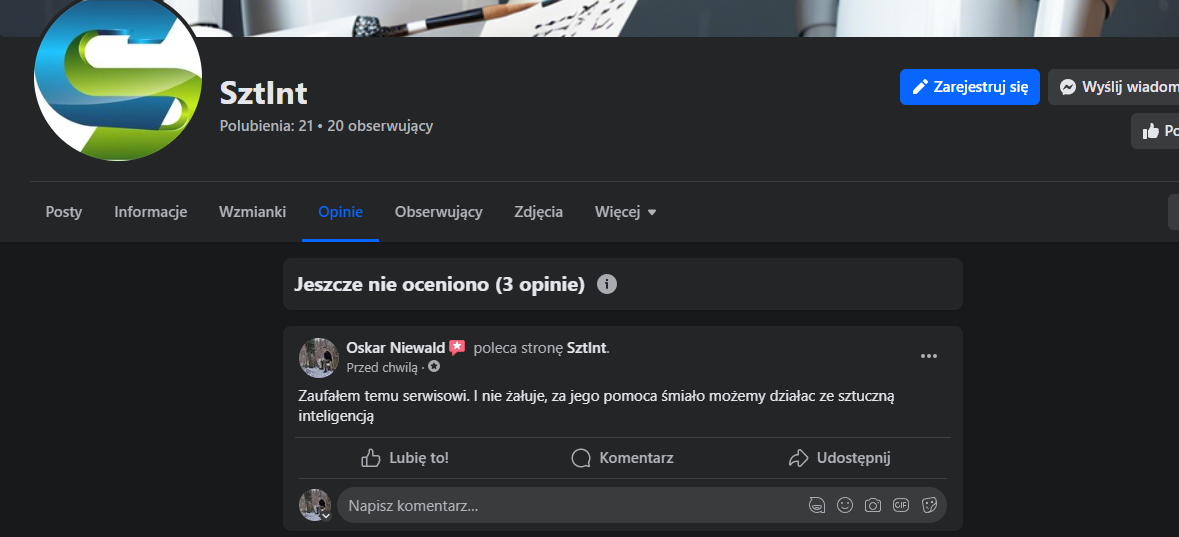 SztInt
Polubienia: 21 • 20 obserwujący
Zarejestruj się
Wyślij wiadom
Po
Posty
Informacje
Wzmianki
Opinie
Obserwujący
Zdjęcia
Więcej
Jeszcze nie oceniono (3 opinie)
Oskar Niewald poleca stronę SztInt.
Przed chwilą ·
Zaufałem temu serwisowi. I nie żałuje, za jego pomoca śmiało możemy działac ze sztuczną
inteligencją
Lubię to!
Komentarz
Udostępnij
Napisz komentarz...
GIF